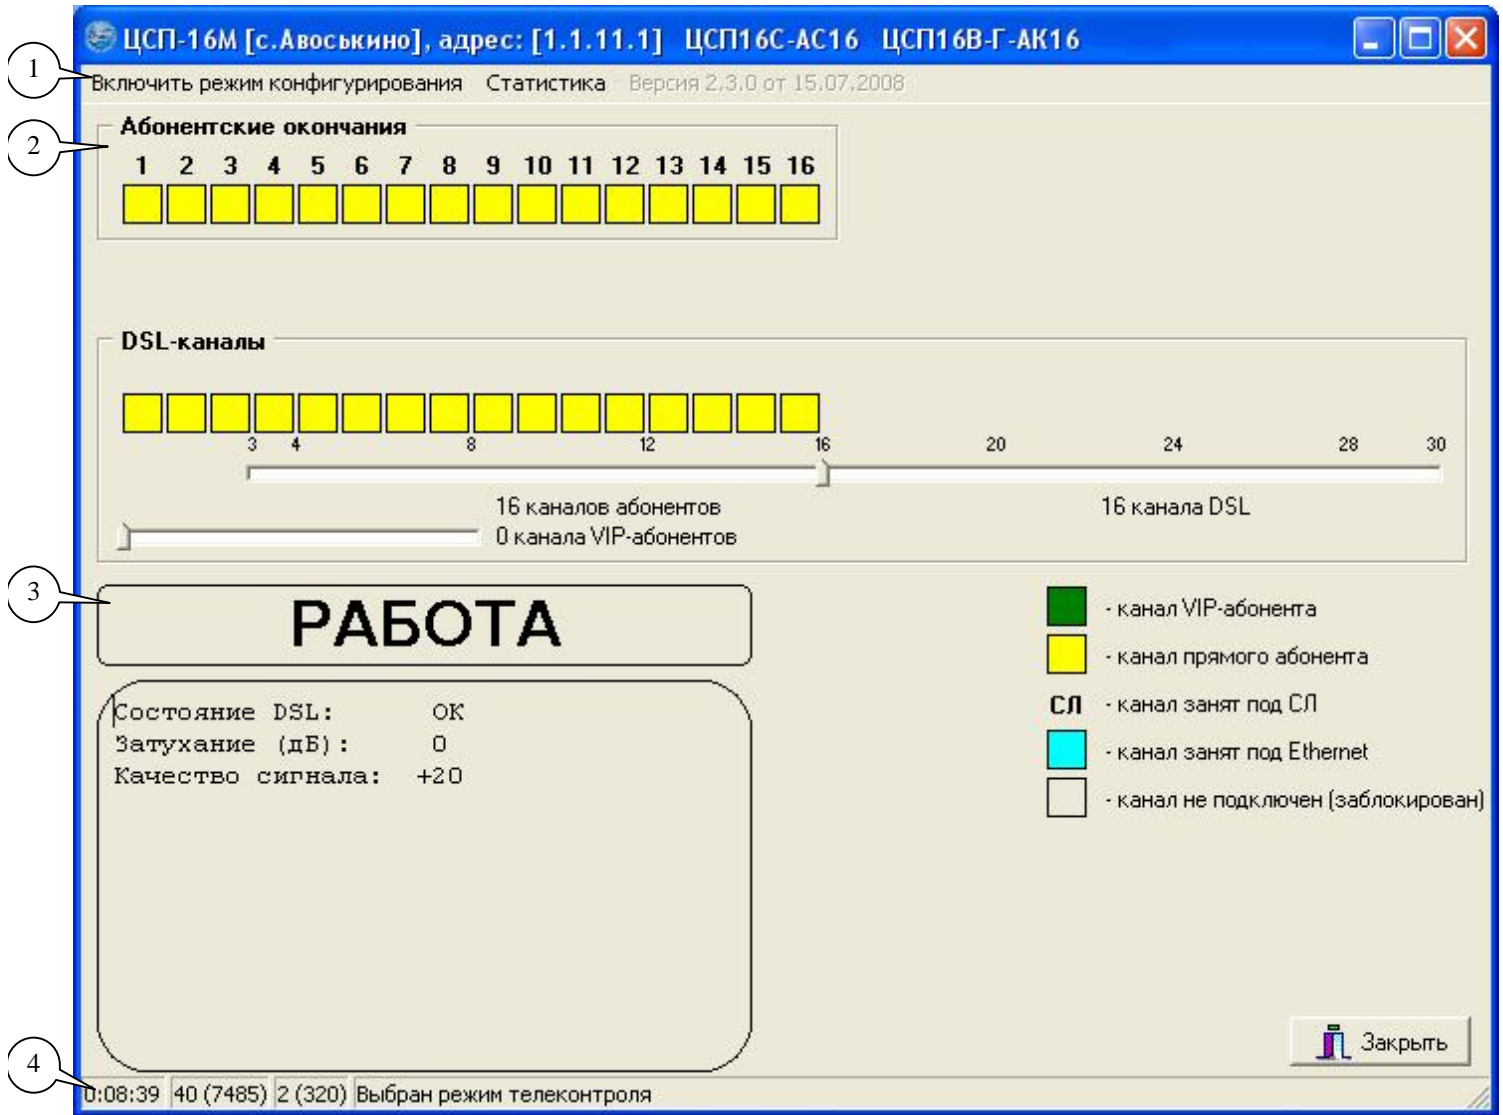 ЦСП-16М [с.Авоськино], адрес: [1.1.11.1] ЦСП16С-АС16 ЦСП16В-Г-АК16
1
Включить режим конфигурирования Статистика Версия 2.3.0 от 15.07.2008
2
Абонентские окончания
1 2 3 4 5 6 7 8 9 10 11 12 13 14 15 16
DSL-каналы
3 4 8 12 16 20 24 28 30
16 каналов абонентов 16 канала DSL
0 канала VIP-абонентов
3
РАБОТА
- канал VIP-абонента
- канал прямого абонента
СЛ - канал занят под СЛ
- канал занят под Ethernet
- канал не подключен (заблокирован)
Состояние DSL: ОК
Затухание (дБ): 0
Качество сигнала: +20
Закрыть
4
0:08:39 40 (7485) 2 (320) Выбран режим телеконтроля